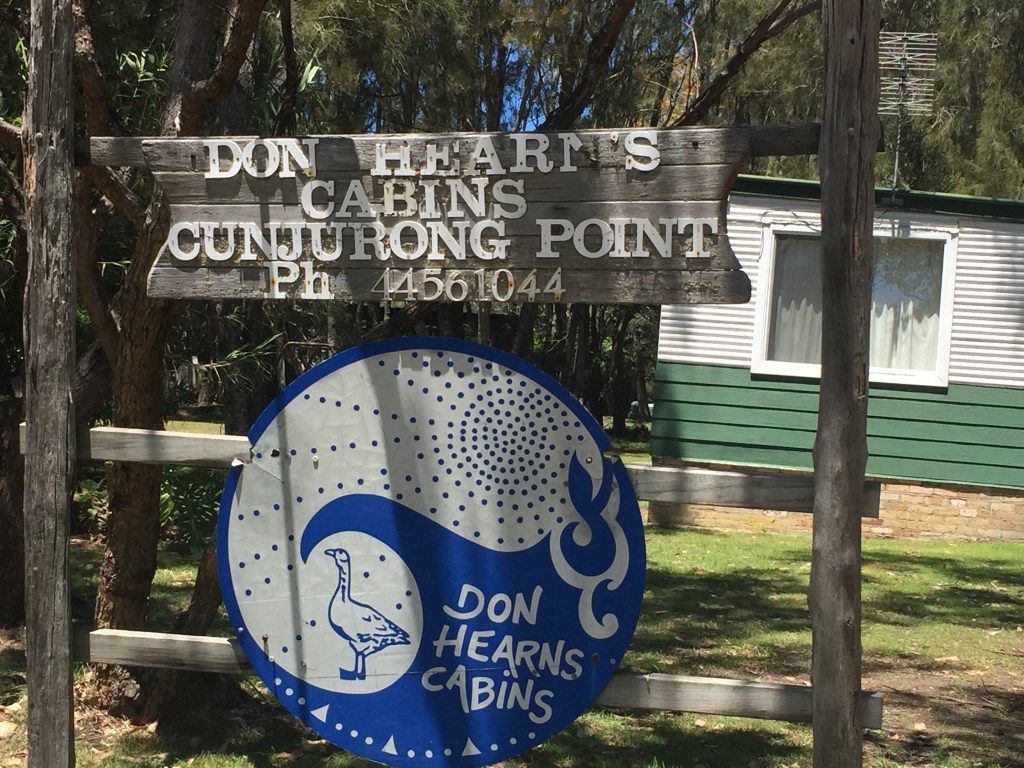 DON HEARN'S
CABINS
CUNJURONG POINT
Ph 44561044
DON
HEARNS
CABINS